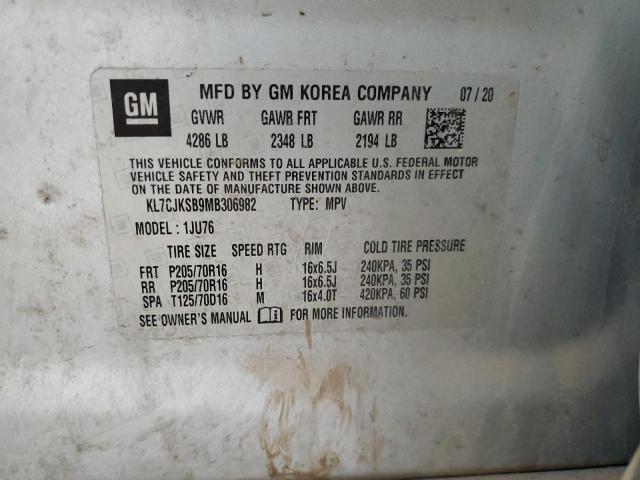 GM
MFD BY GM KOREA COMPANY 07/20
GVWR GAWR FRT GAWR RR
4286 LB 2348 LB 2194 LB
THIS VEHICLE CONFORMS TO ALL APPLICABLE U.S. FEDERAL MOTOR
VEHICLE SAFETY AND THEFT PREVENTION STANDARDS IN EFFECT
ON THE DATE OF MANUFACTURE SHOWN ABOVE.
KL7CJKSB9MB306982 TYPE: MPV
MODEL : 1JU76
TIRE SIZE SPEED RTG RIM COLD TIRE PRESSURE
FRT P205/70R16 H 16x6.5J 240KPA, 35 PSI
RR P205/70R16 H 16x6.5J 240KPA, 35 PSI
SPA T125/70D16 M 16x4.0T 420KPA, 60 PSI
SEE OWNER'S MANUAL FOR MORE INFORMATION.